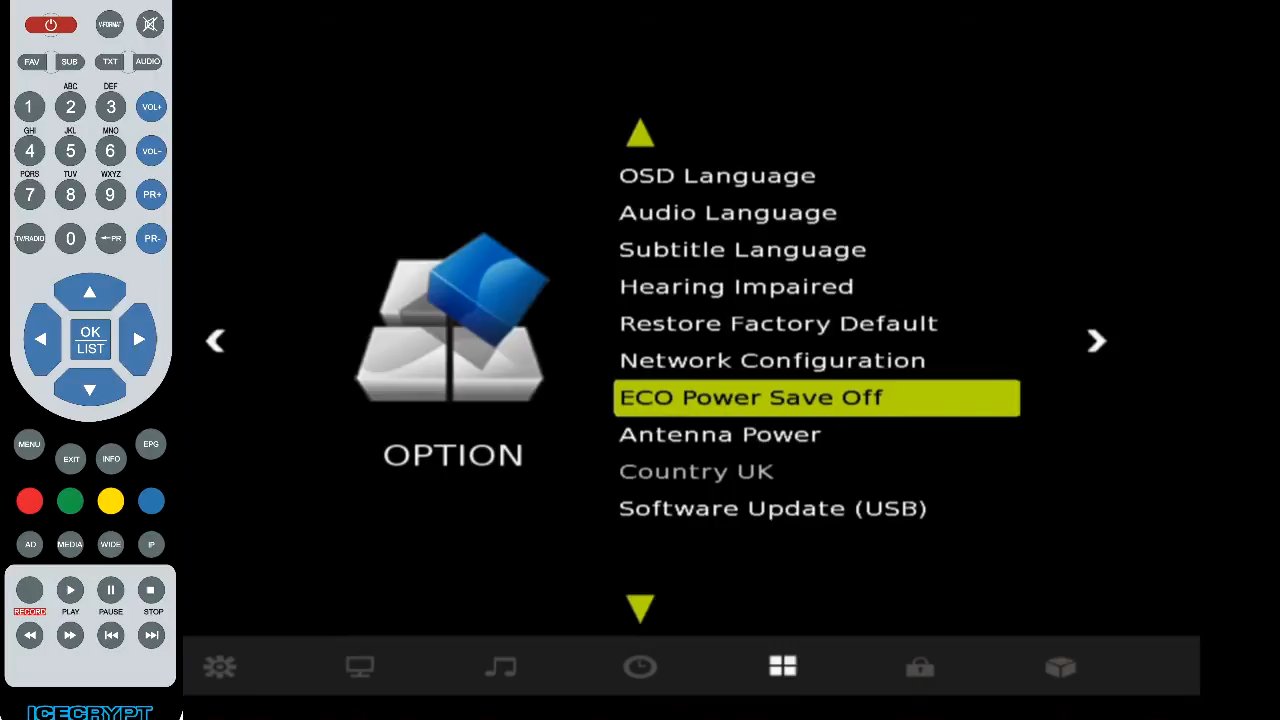 V-FORMAT
FAV SUB TXT AUDIO
ABC DEF
1 2 3 VOL+
GHI JKL MNO
4 5 6 VOL-
PQRS TUV WXYZ
7 8 9 PR+
TV/RADIO 0 ←PR PR-
OK
LIST
MENU EXIT INFO EPG
AD MEDIA WIDE iP
RECORD PLAY PAUSE STOP
ICECRYPT
OPTION
OSD Language
Audio Language
Subtitle Language
Hearing Impaired
Restore Factory Default
Network Configuration
ECO Power Save Off
Antenna Power
Country UK
Software Update (USB)